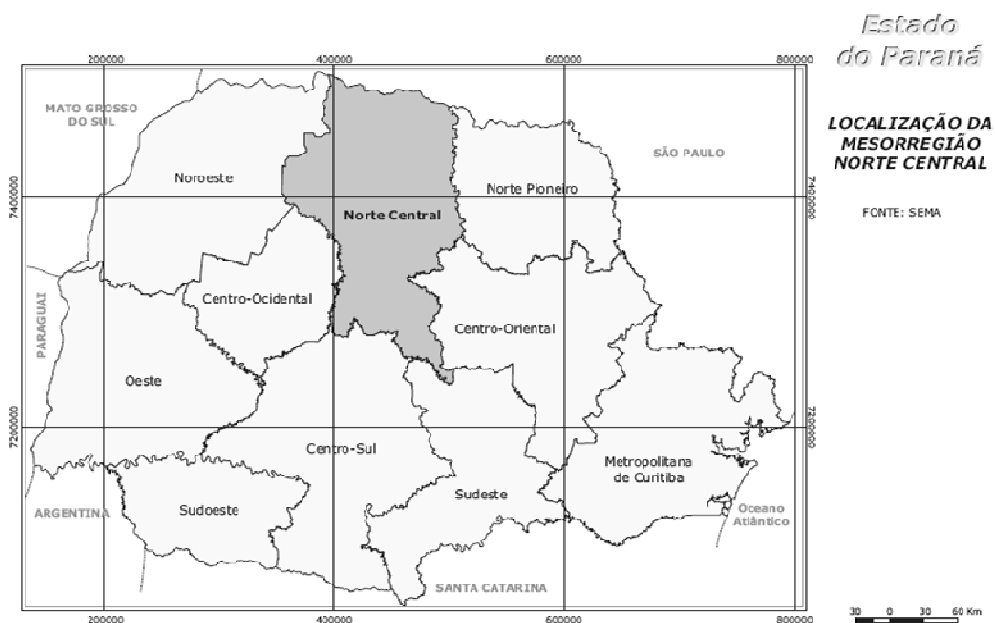 Estado
do Paraná
LOCALIZAÇÃO DA
MESORREGIÃO
NORTE CENTRAL
FONTE: SEMA
200000
400000
600000
800000
MATO GROSSO
DO SUL
SÃO PAULO
Noroeste
Norte Pioneiro
7400000
7400000
Norte Central
Centro-Ocidental
PARAGUAI
Centro-Oriental
Oeste
7200000
7200000
Centro-Sul
Metropolitana
de Curitiba
Sudeste
ARGENTINA
Sudoeste
Oceano
Atlântico
SANTA CATARINA
200000
400000
600000
800000
30 0 30 60 Km